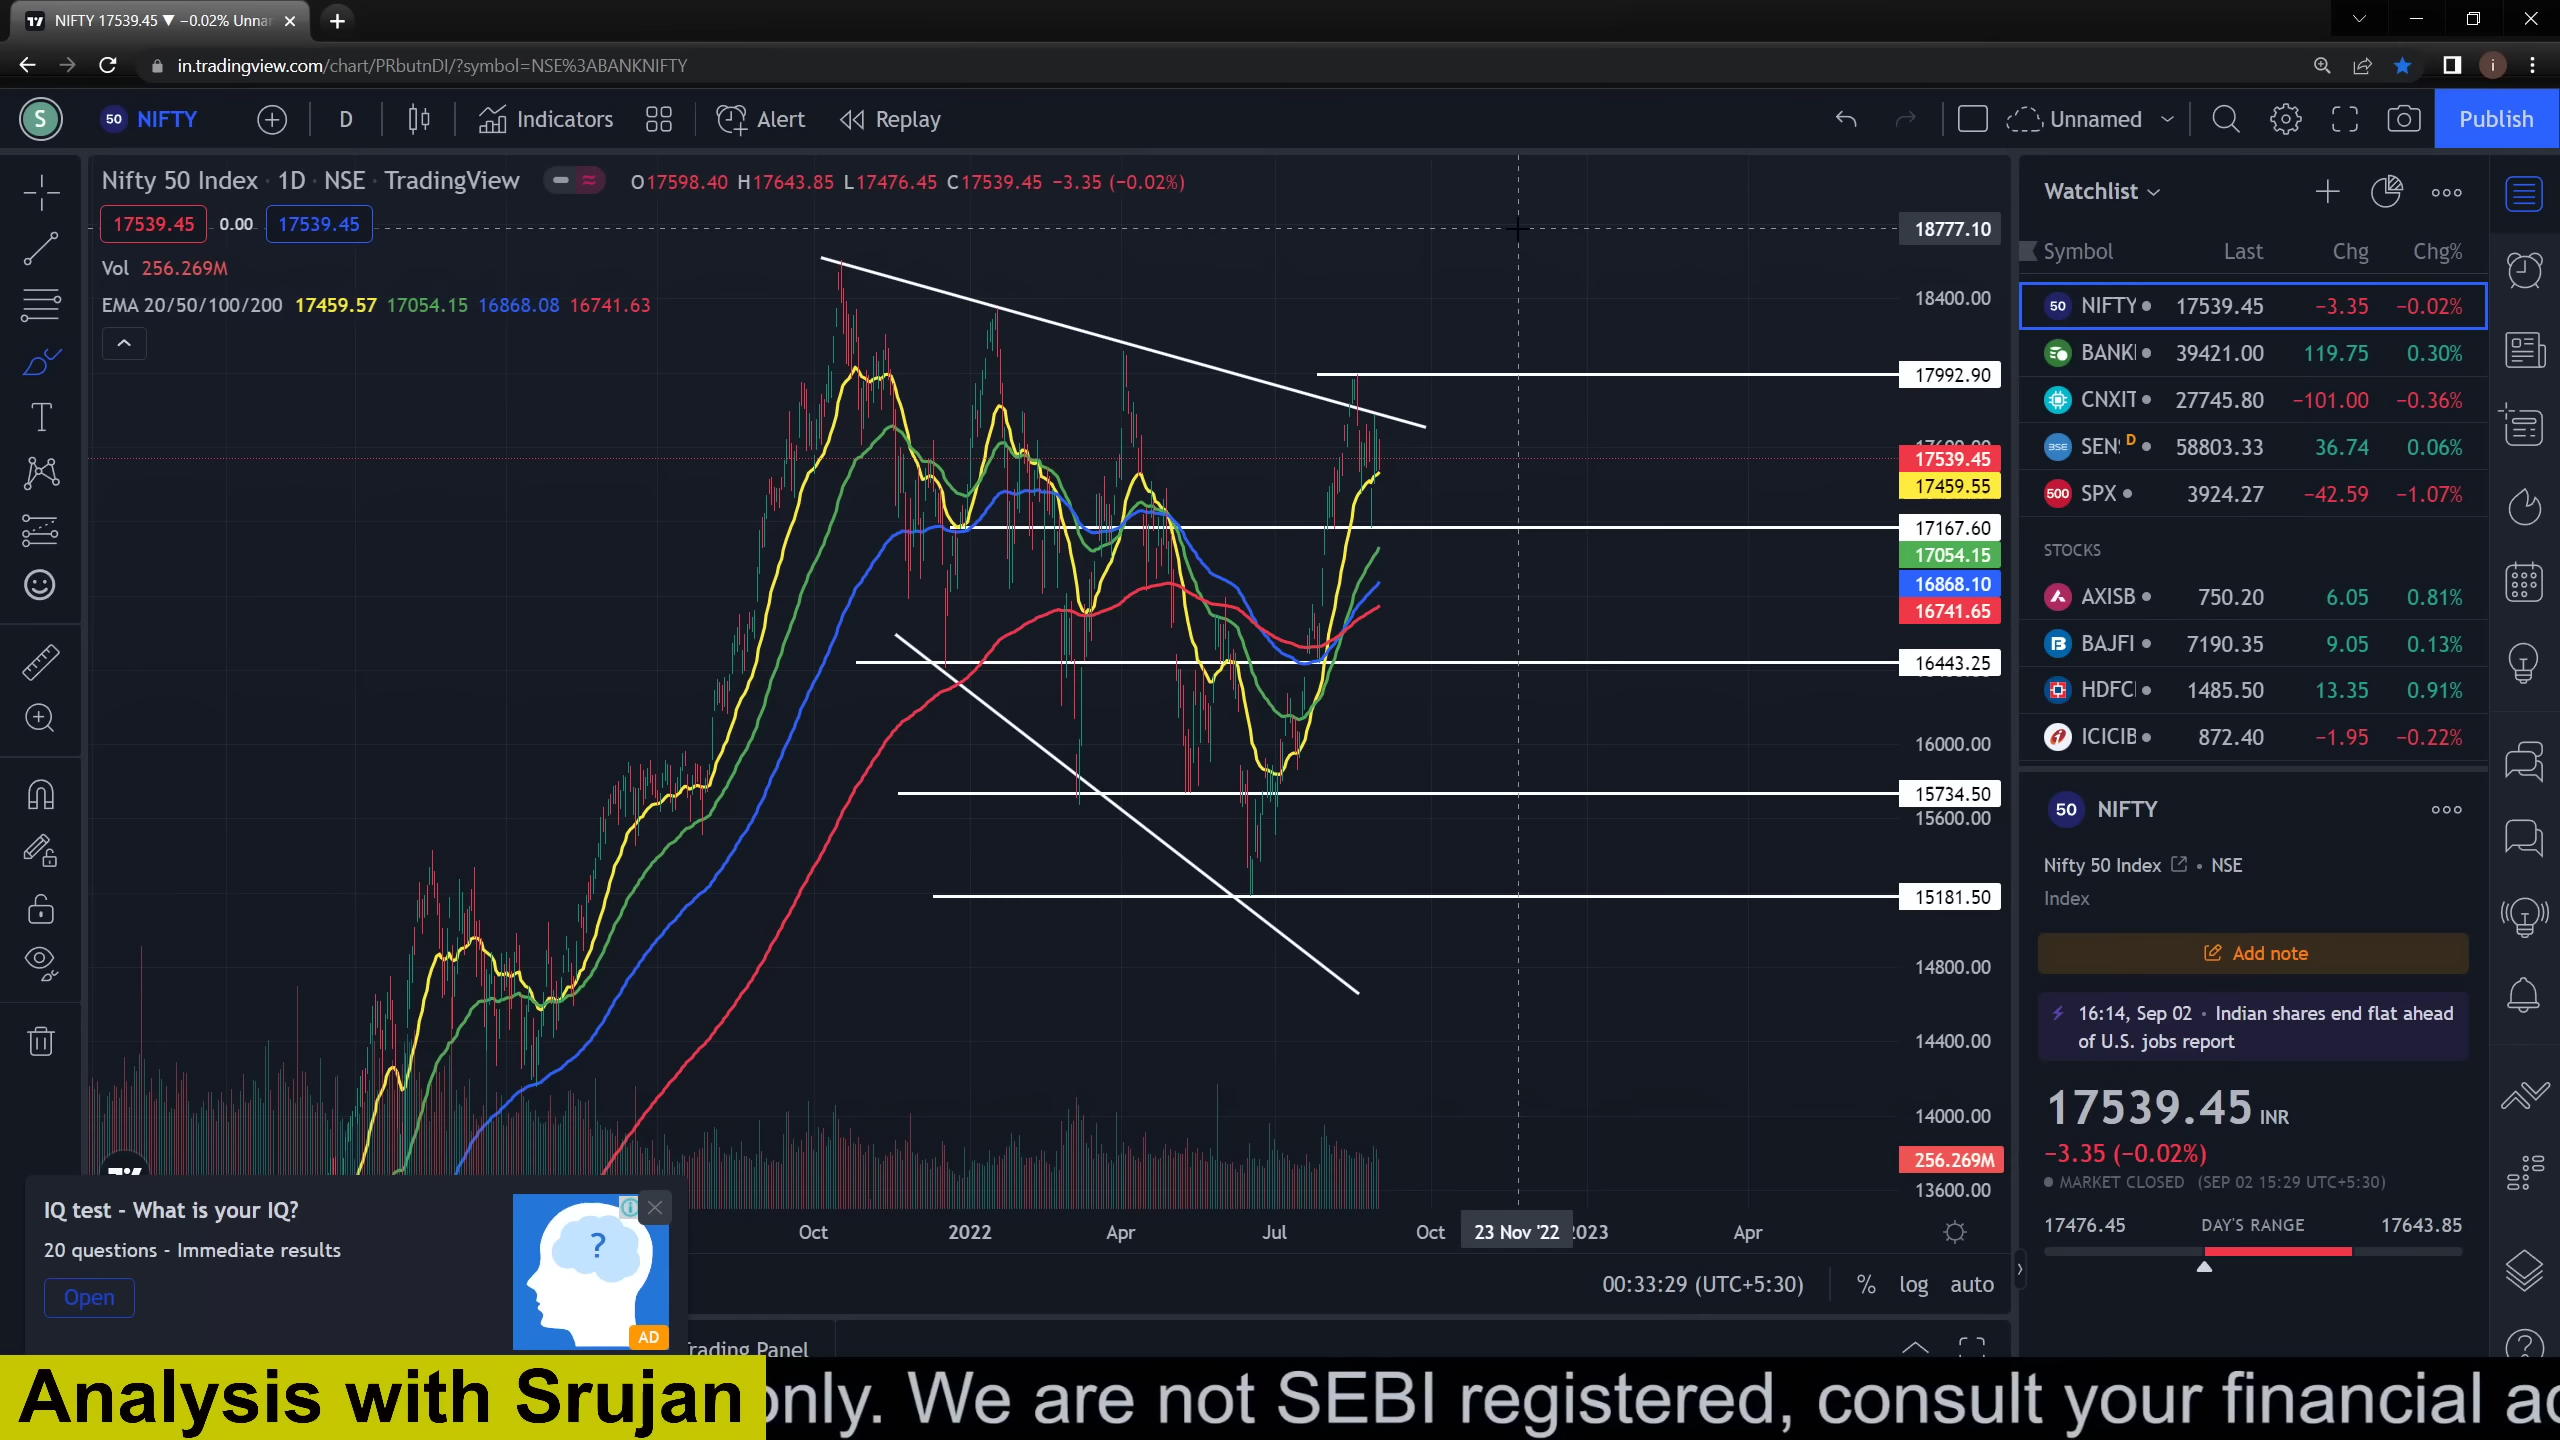 NIFTY 17539.45 ▼ −0.02% Unna
in.tradingview.com/chart/PRbutnDI/?symbol=NSE%3ABANKNIFTY
i
S
50 NIFTY
D
Indicators
Alert
Replay
Unnamed
Publish
Nifty 50 Index · 1D · NSE · TradingView
O17598.40 H17643.85 L17476.45 C17539.45 −3.35 (−0.02%)
17539.45 0.00 17539.45
Vol 256.269M
EMA 20/50/100/200 17459.57 17054.15 16868.08 16741.63
18777.10
18400.00
17992.90
17539.45
17459.55
17167.60
17054.15
16868.10
16741.65
16443.25
16000.00
15734.50
15600.00
15181.50
14800.00
14400.00
14000.00
256.269M
13600.00
Oct 2022 Apr Jul Oct 23 Nov '22 2023 Apr
00:33:29 (UTC+5:30) % log auto
Trading Panel
IQ test - What is your IQ?
20 questions - Immediate results
Open
?
AD
Watchlist
Symbol Last Chg Chg%
50 NIFTY 17539.45 −3.35 −0.02%
BANKI 39421.00 119.75 0.30%
CNXIT 27745.80 −101.00 −0.36%
BSE SEN: D 58803.33 36.74 0.06%
500 SPX 3924.27 −42.59 −1.07%
STOCKS
AXISB 750.20 6.05 0.81%
BAJFI 7190.35 9.05 0.13%
HDFCI 1485.50 13.35 0.91%
ICICIB 872.40 −1.95 −0.22%
50 NIFTY
Nifty 50 Index • NSE
Index
Add note
16:14, Sep 02 · Indian shares end flat ahead
of U.S. jobs report
17539.45 INR
−3.35 (−0.02%)
MARKET CLOSED (SEP 02 15:29 UTC+5:30)
17476.45 DAY'S RANGE 17643.85
Analysis with Srujan only. We are not SEBI registered, consult your financial ad